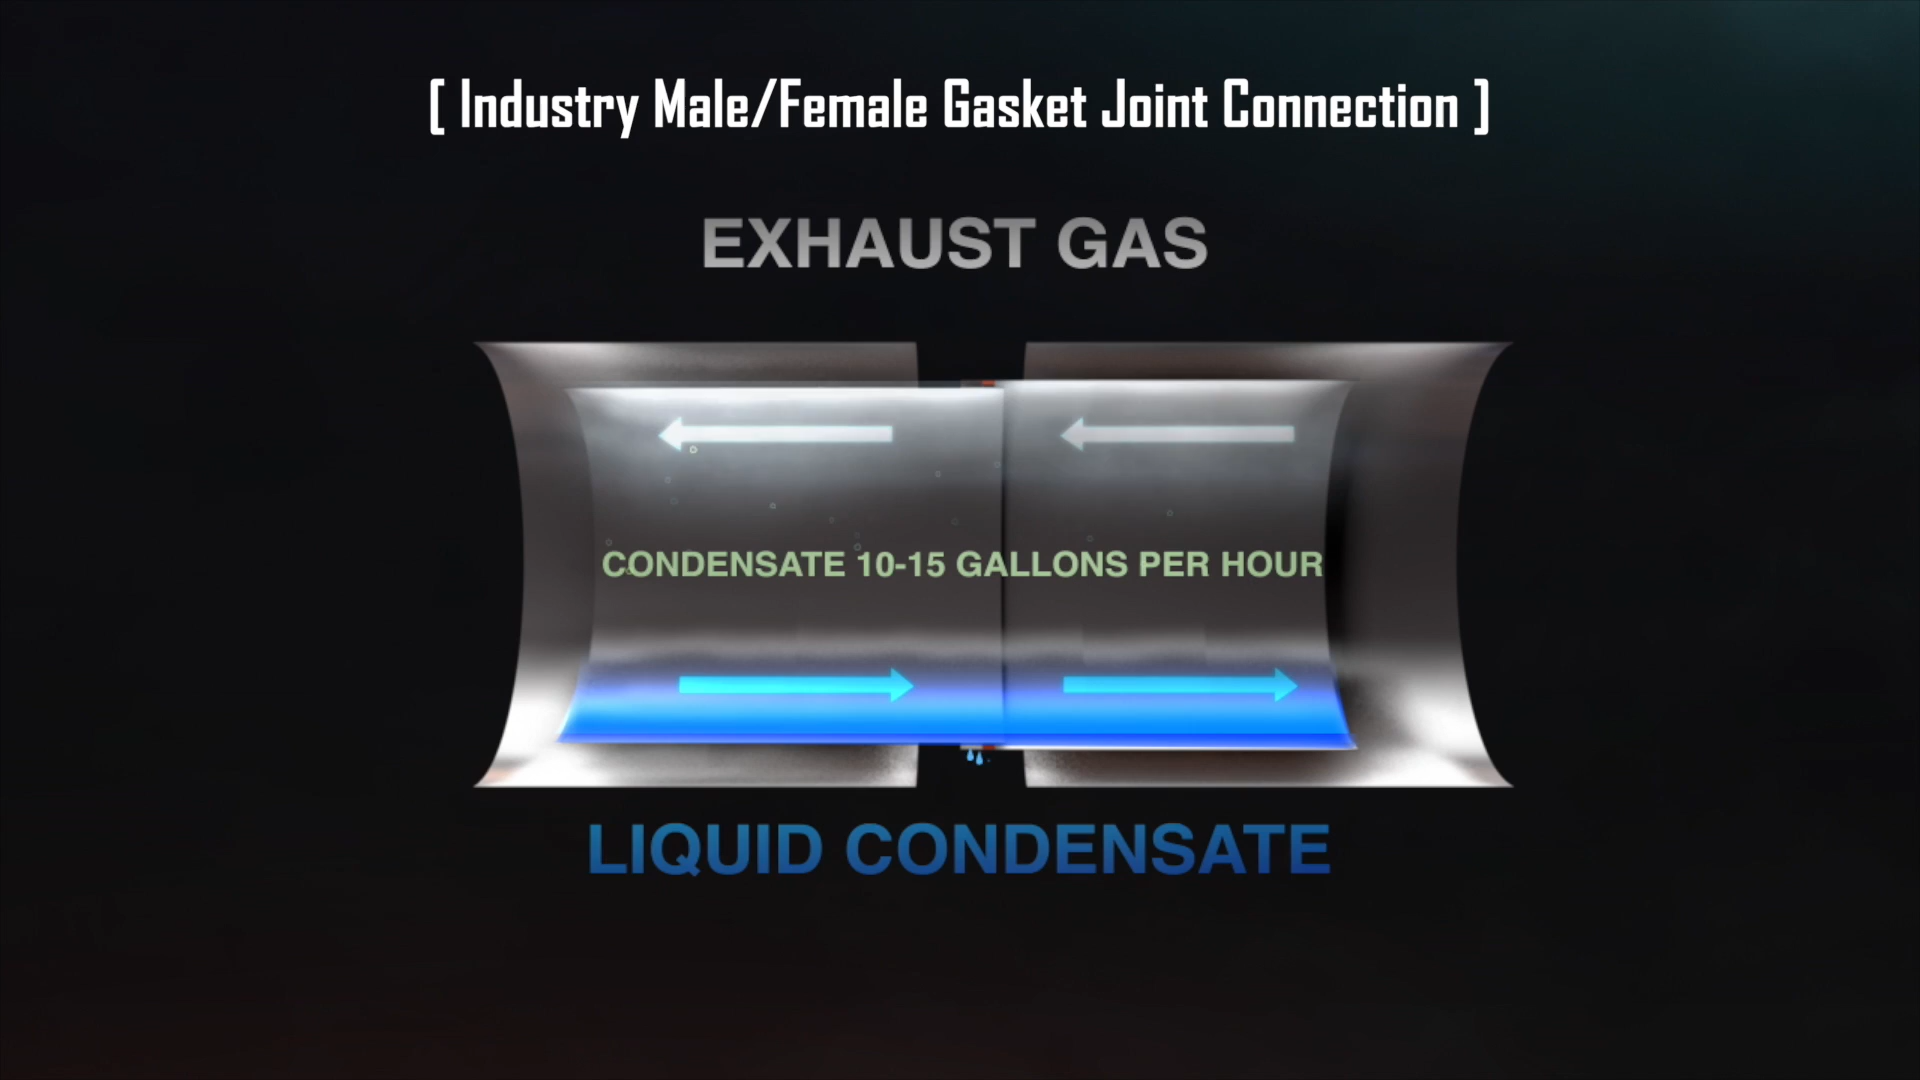 [ Industry Male/Female Gasket Joint Connection ]
EXHAUST GAS
CONDENSATE 10-15 GALLONS PER HOUR
LIQUID CONDENSATE